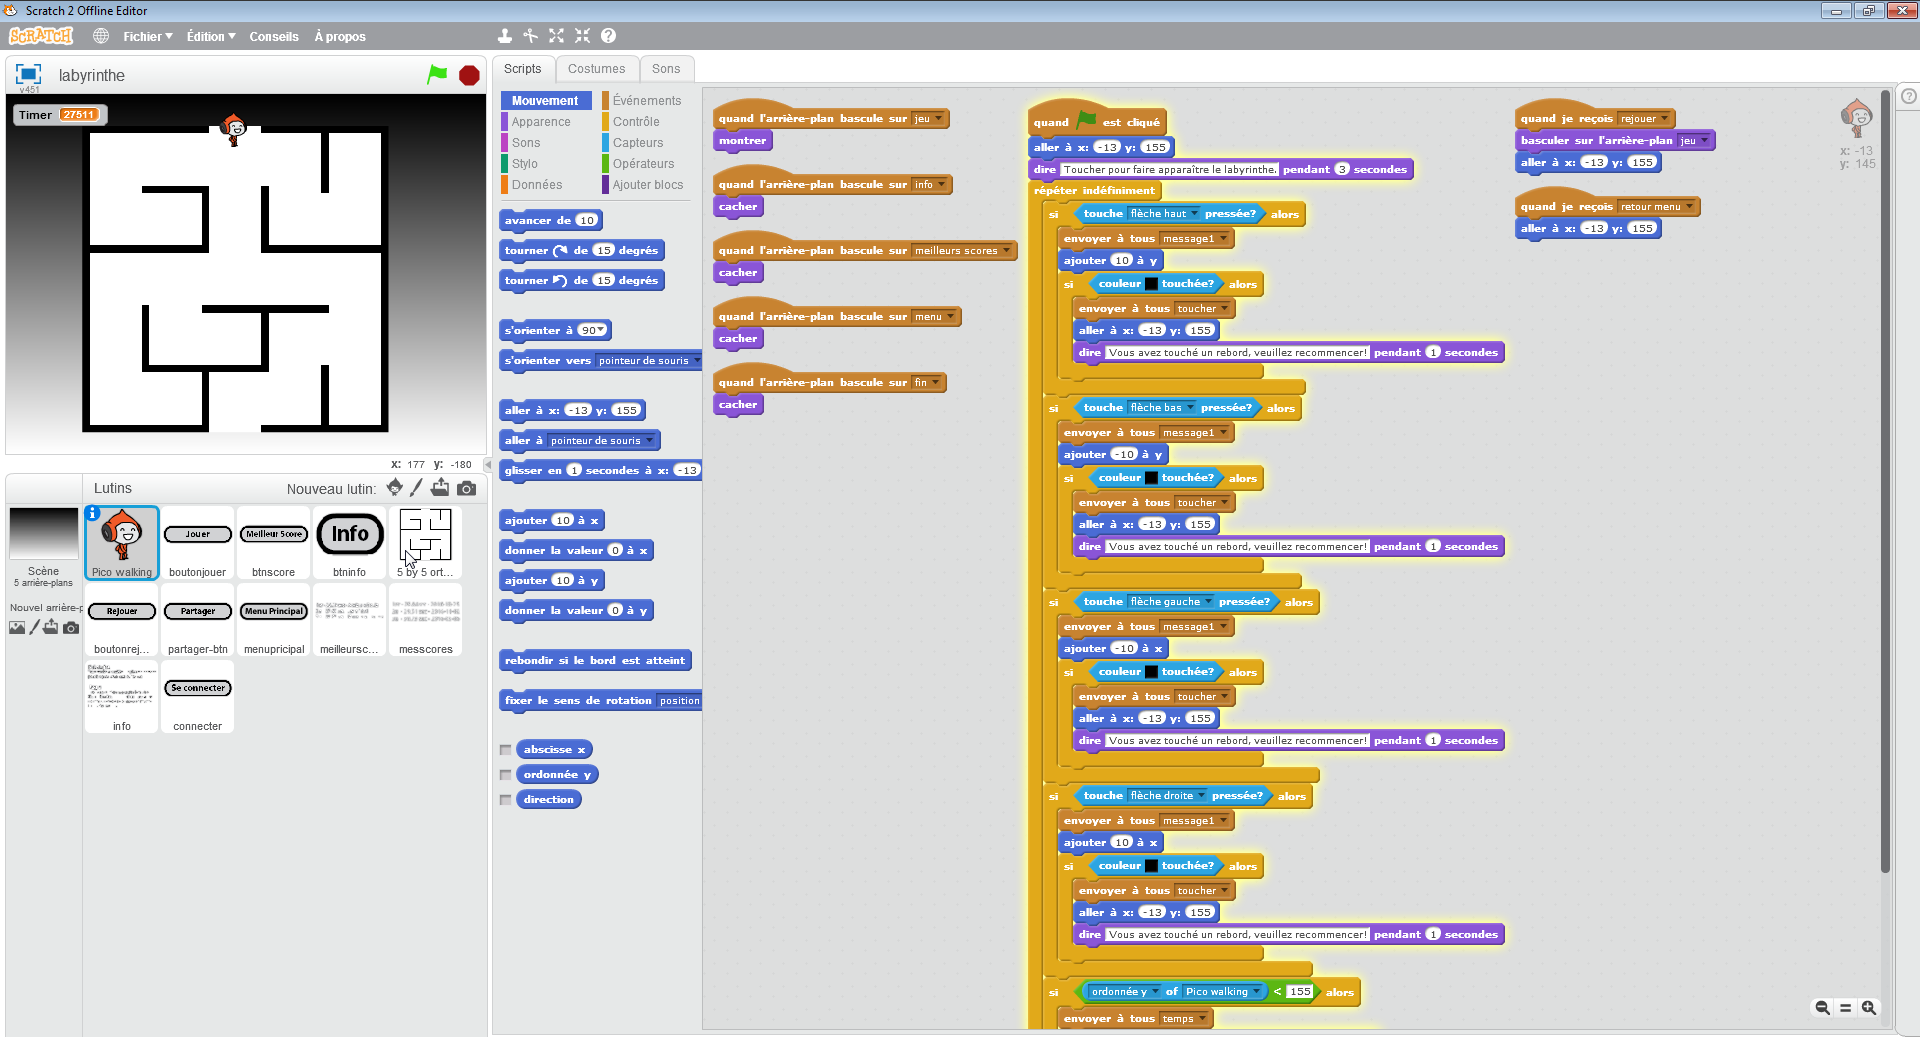 Scratch 2 Offline Editor
SCRATCH
Fichier Édition Conseils À propos
v451
labyrinthe
Timer 27511
x: 177 y: -180
Lutins
Nouveau lutin:
Scène
5 arrière-plans
Nouvel arrière-p
Pico walking
Jouer
boutonjouer
Meilleur Score
btnscore
Info
btninfo
5 by 5 ort...
Rejouer
boutonrej...
Partager
partager-btn
Menu Principal
menupricipal
meilleursc...
messcores
info
Se connecter
connecter
Scripts Costumes Sons
Mouvement
Apparence
Sons
Stylo
Données
Événements
Contrôle
Capteurs
Opérateurs
Ajouter blocs
avancer de 10
tourner de 15 degrés
tourner de 15 degrés
s'orienter à 90
s'orienter vers pointeur de souris
aller à x: -13 y: 155
aller à pointeur de souris
glisser en 1 secondes à x: -13
ajouter 10 à x
donner la valeur 0 à x
ajouter 10 à y
donner la valeur 0 à y
rebondir si le bord est atteint
fixer le sens de rotation position
abscisse x
ordonnée y
direction
quand l'arrière-plan bascule sur jeu
montrer
quand l'arrière-plan bascule sur info
cacher
quand l'arrière-plan bascule sur meilleurs scores
cacher
quand l'arrière-plan bascule sur menu
cacher
quand l'arrière-plan bascule sur fin
cacher
quand est cliqué
aller à x: -13 y: 155
dire Toucher pour faire apparaître le labyrinthe. pendant 3 secondes
répéter indéfiniment
si touche flèche haut pressée? alors
envoyer à tous message1
ajouter 10 à y
si couleur touchée? alors
envoyer à tous toucher
aller à x: -13 y: 155
dire Vous avez touché un rebord, veuillez recommencer! pendant 1 secondes
si touche flèche bas pressée? alors
envoyer à tous message1
ajouter -10 à y
si couleur touchée? alors
envoyer à tous toucher
aller à x: -13 y: 155
dire Vous avez touché un rebord, veuillez recommencer! pendant 1 secondes
si touche flèche gauche pressée? alors
envoyer à tous message1
ajouter -10 à x
si couleur touchée? alors
envoyer à tous toucher
aller à x: -13 y: 155
dire Vous avez touché un rebord, veuillez recommencer! pendant 1 secondes
si touche flèche droite pressée? alors
envoyer à tous message1
ajouter 10 à x
si couleur touchée? alors
envoyer à tous toucher
aller à x: -13 y: 155
dire Vous avez touché un rebord, veuillez recommencer! pendant 1 secondes
si ordonnée y of Pico walking < 155 alors
envoyer à tous temps
quand je reçois rejouer
basculer sur l'arrière-plan jeu
aller à x: -13 y: 155
quand je reçois retour menu
aller à x: -13 y: 155
x: -13
y: 145